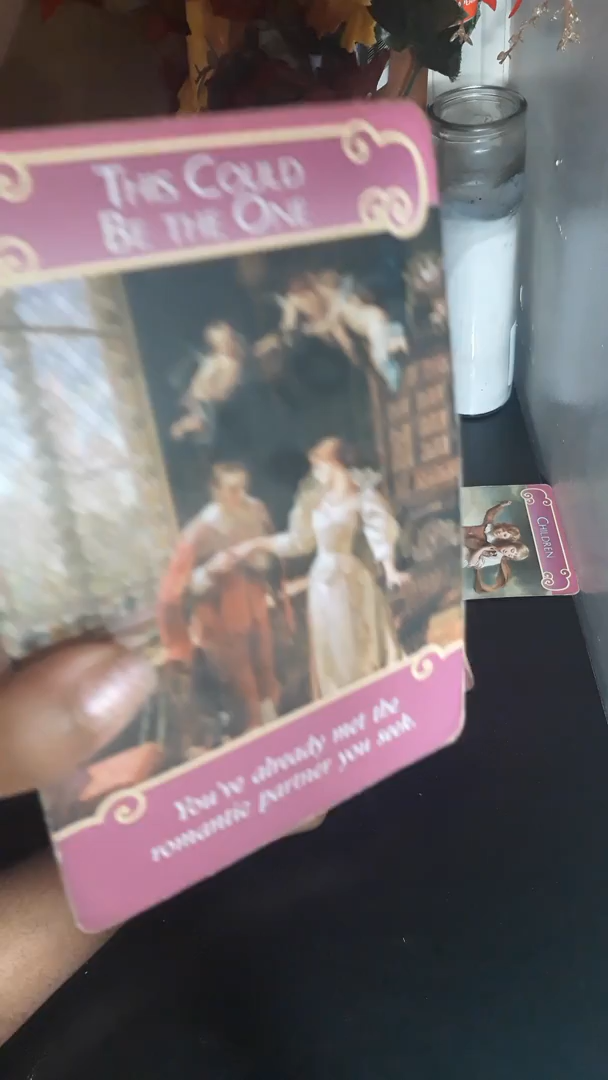 THIS COULD
BE THE ONE
You've already met the
romantic partner you seek.
CHILDREN